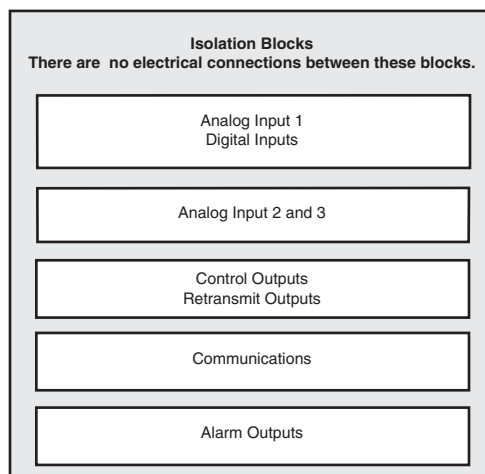 Isolation Blocks
There are no electrical connections between these blocks.
Analog Input 1
Digital Inputs
Analog Input 2 and 3
Control Outputs
Retransmit Outputs
Communications
Alarm Outputs